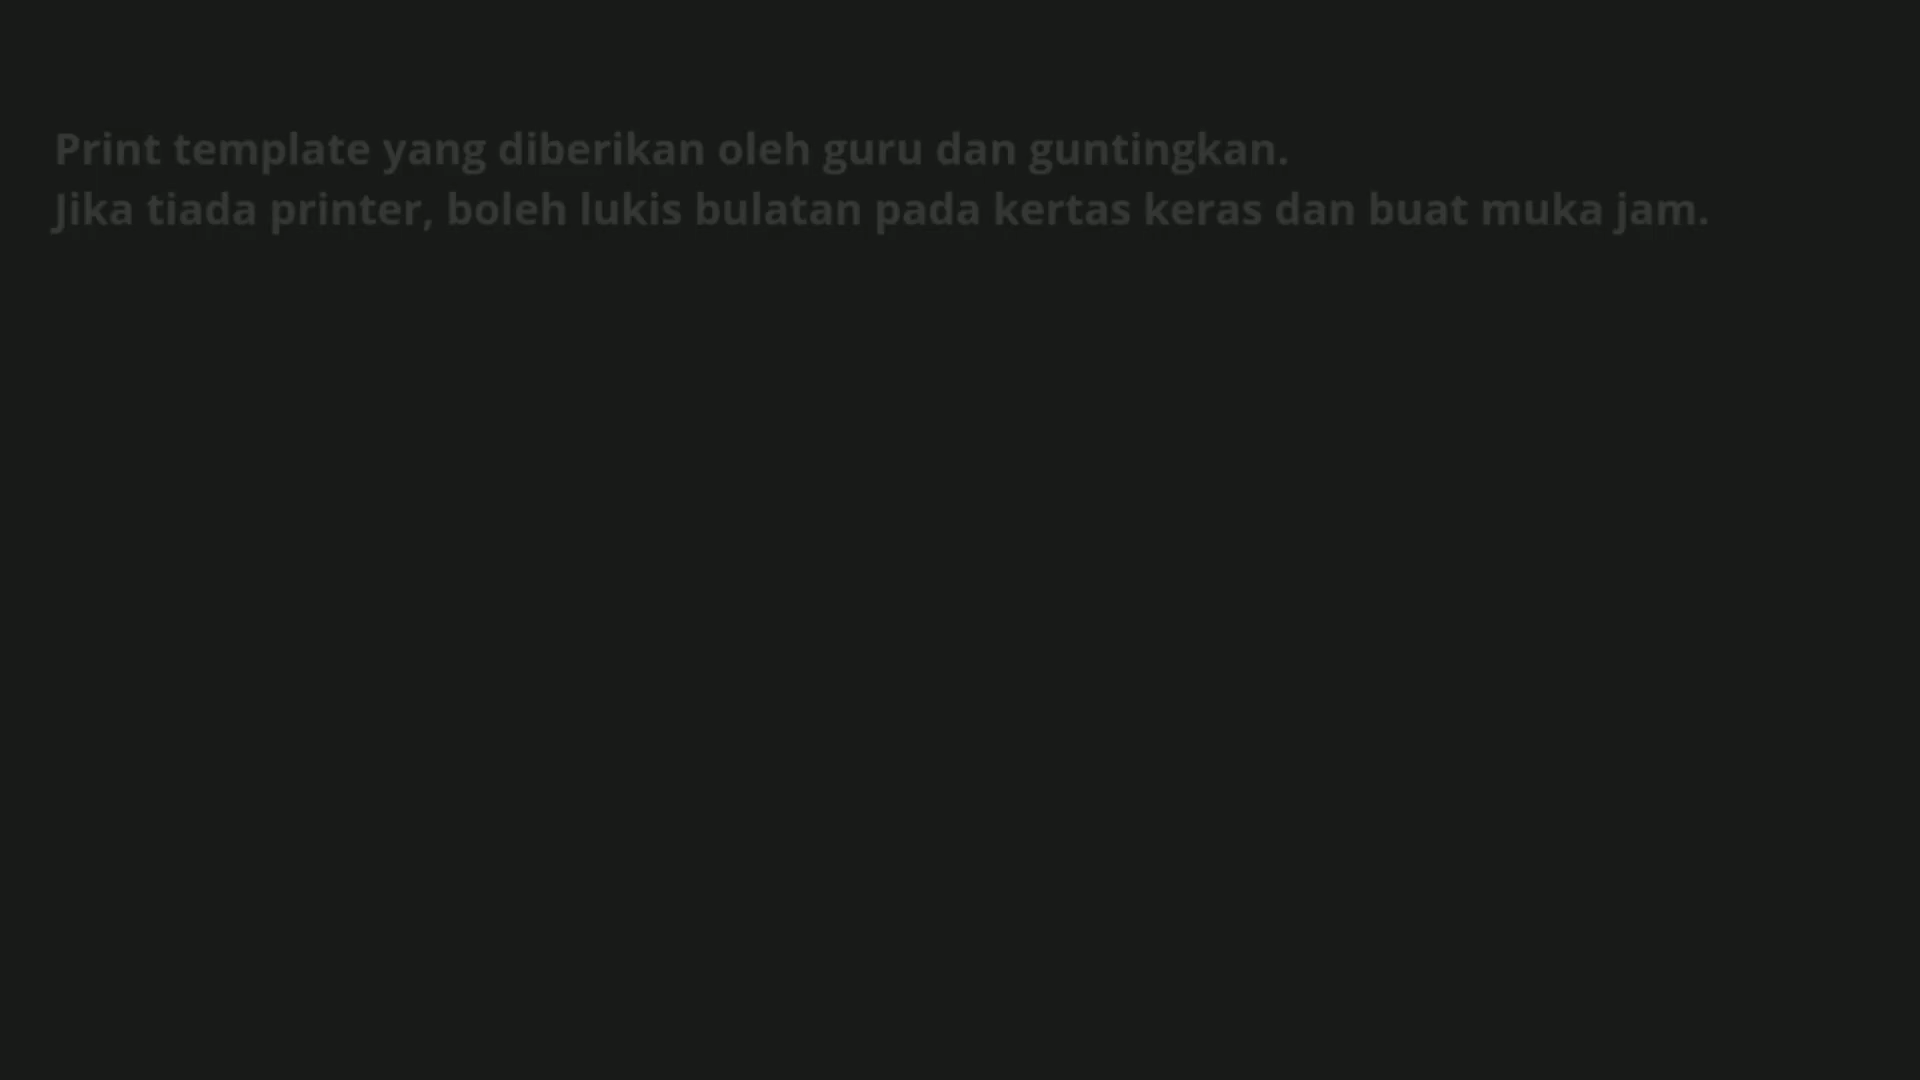 Print template yang diberikan oleh guru dan guntingkan.
Jika tiada printer, boleh lukis bulatan pada kertas keras dan buat muka jam.